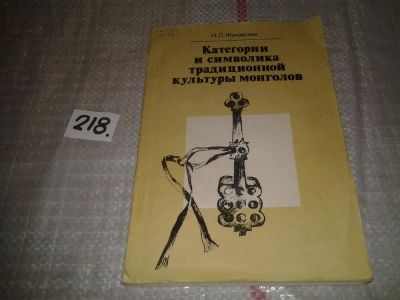 Н.Л. Жуковская
Категории
и символика
традиционной
культуры монголов
218.